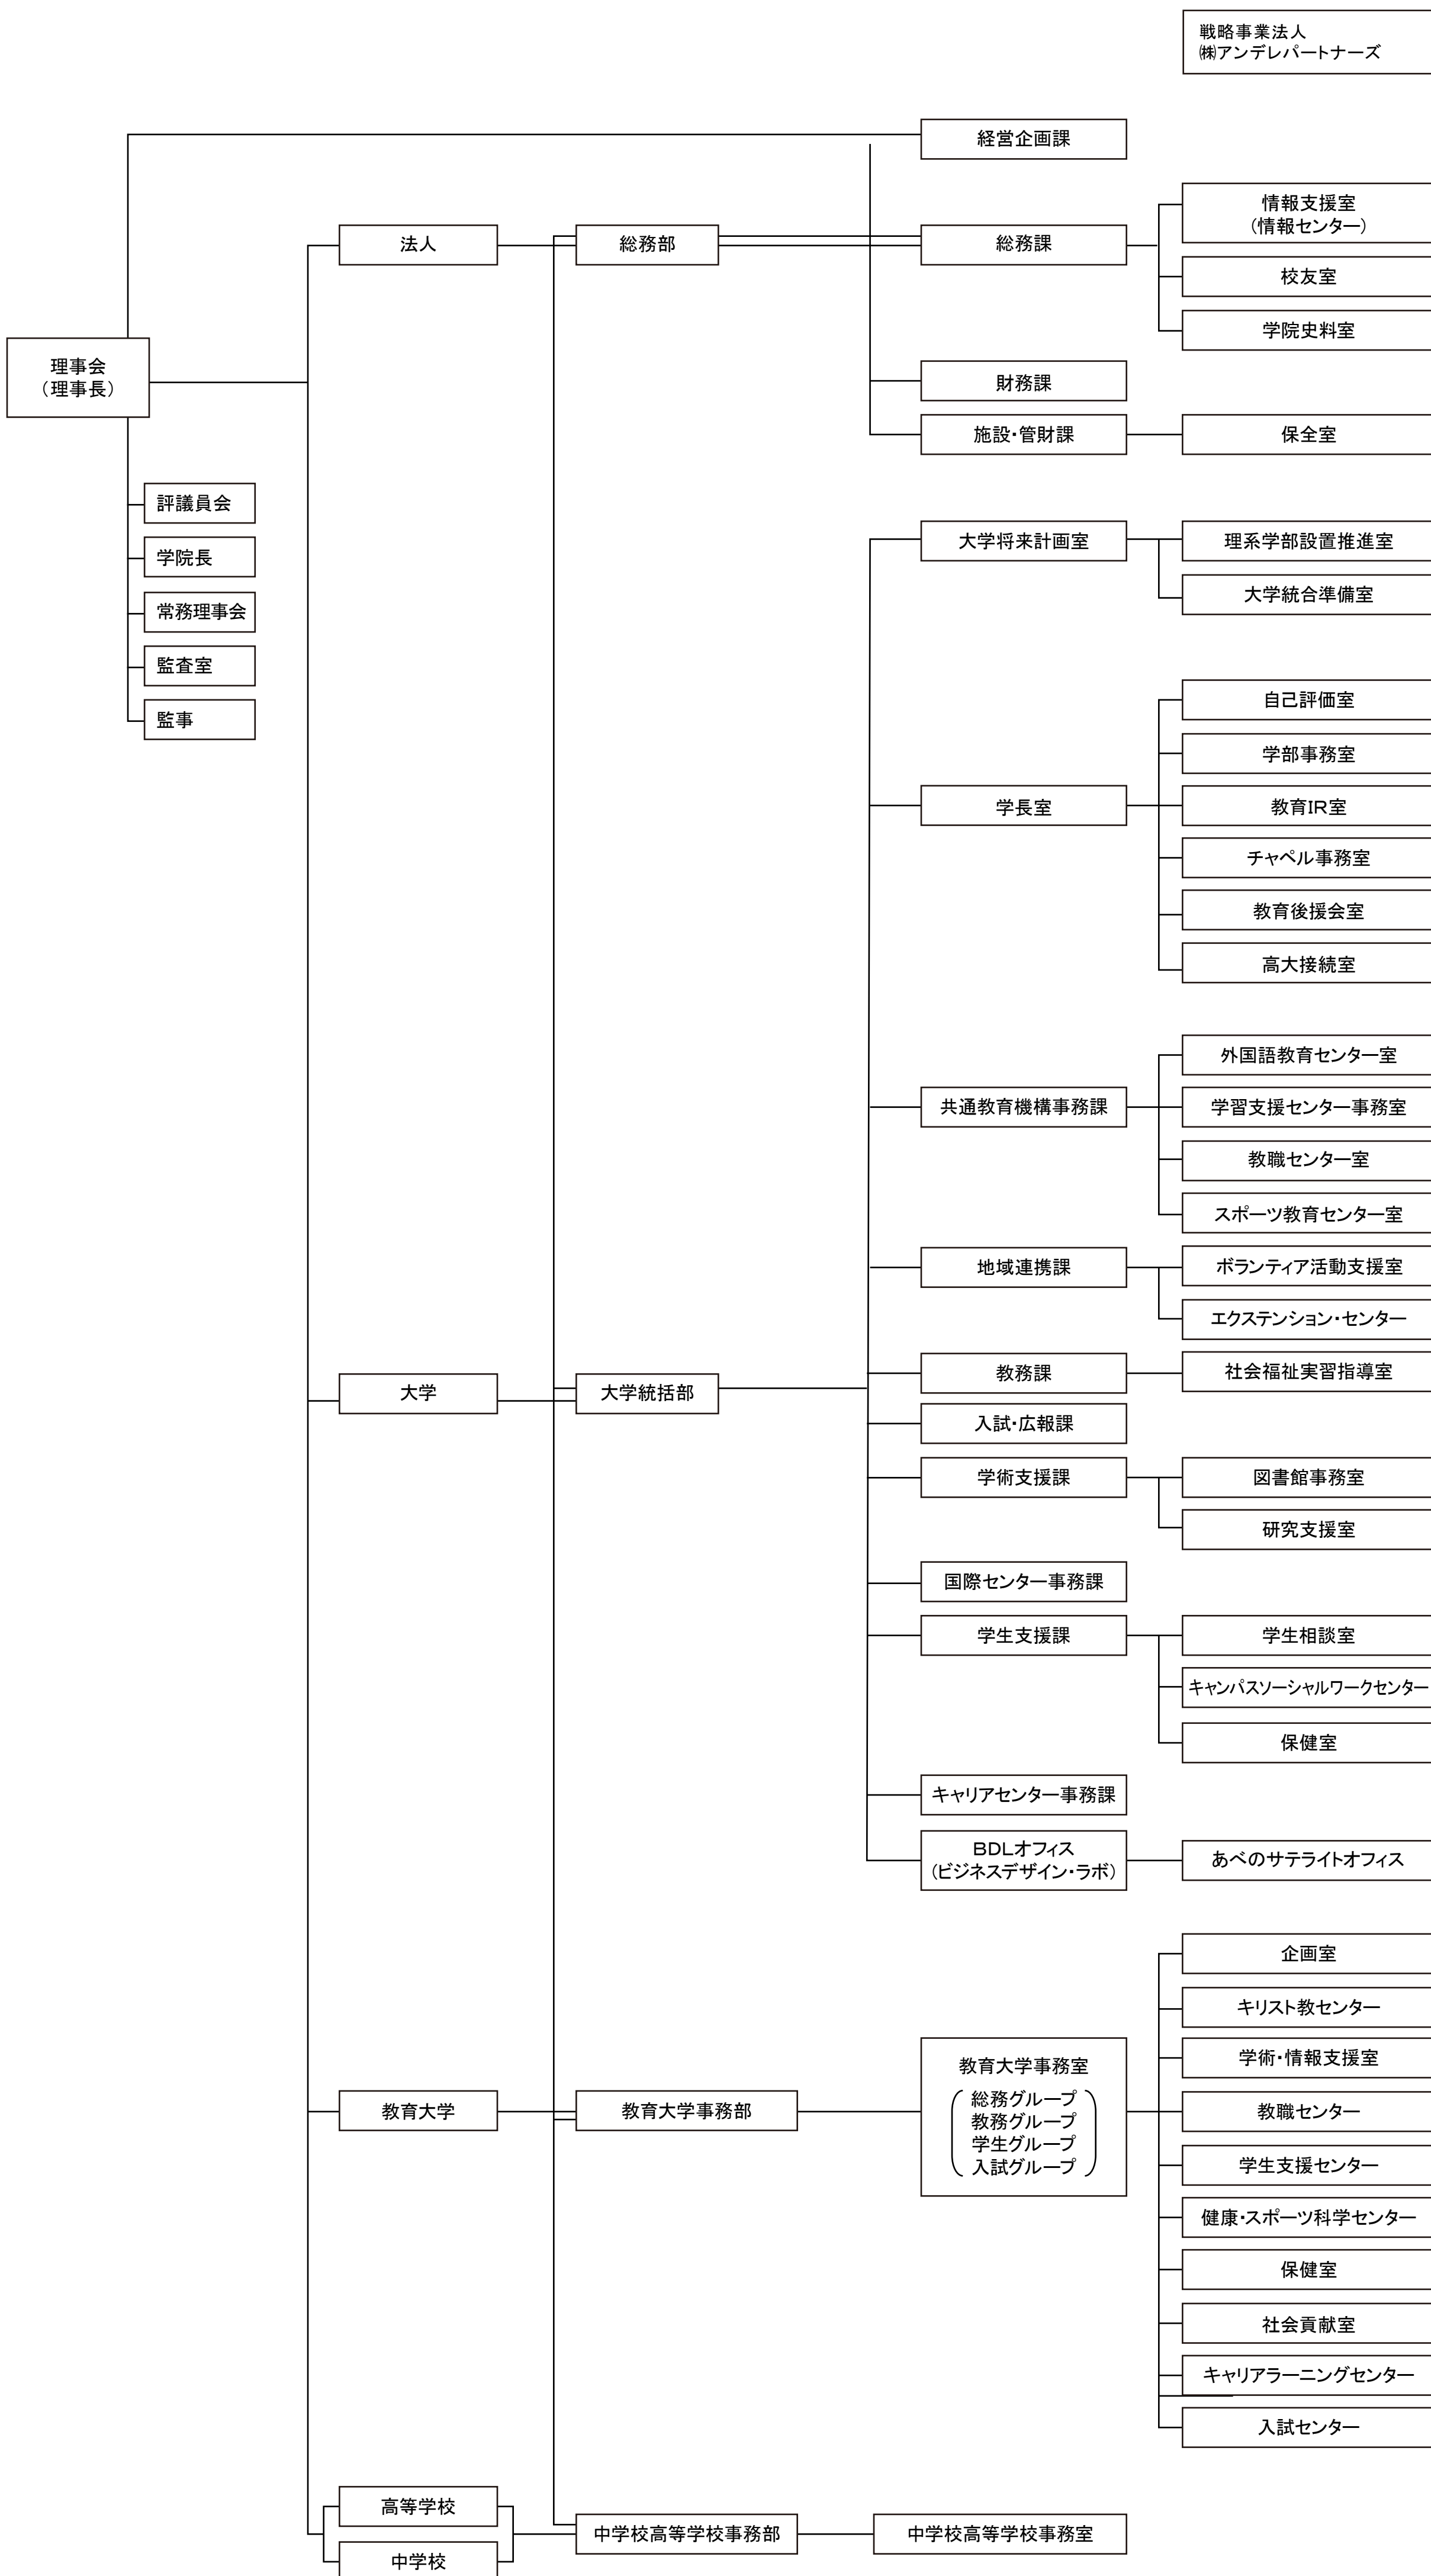 戦略事業法人
㈱アンデレパートナーズ
経営企画課
法人
総務部
総務課
情報支援室
（情報センター）
校友室
学院史料室
理事会
（理事長）
財務課
施設・管財課
保全室
評議員会
学院長
常務理事会
監査室
監事
大学将来計画室
理系学部設置推進室
大学統合準備室
学長室
自己評価室
学部事務室
教育IR室
チャペル事務室
教育後援会室
高大接続室
共通教育機構事務課
外国語教育センター室
学習支援センター事務室
教職センター室
スポーツ教育センター室
地域連携課
ボランティア活動支援室
エクステンション・センター
大学
大学統括部
教務課
社会福祉実習指導室
入試・広報課
学術支援課
図書館事務室
研究支援室
国際センター事務課
学生支援課
学生相談室
キャンパスソーシャルワークセンター
保健室
キャリアセンター事務課
BDLオフィス
（ビジネスデザイン・ラボ）
あべのサテライトオフィス
教育大学
教育大学事務部
教育大学事務室
総務グループ
教務グループ
学生グループ
入試グループ
企画室
キリスト教センター
学術・情報支援室
教職センター
学生支援センター
健康・スポーツ科学センター
保健室
社会貢献室
キャリアラーニングセンター
入試センター
高等学校
中学校
中学校高等学校事務部
中学校高等学校事務室